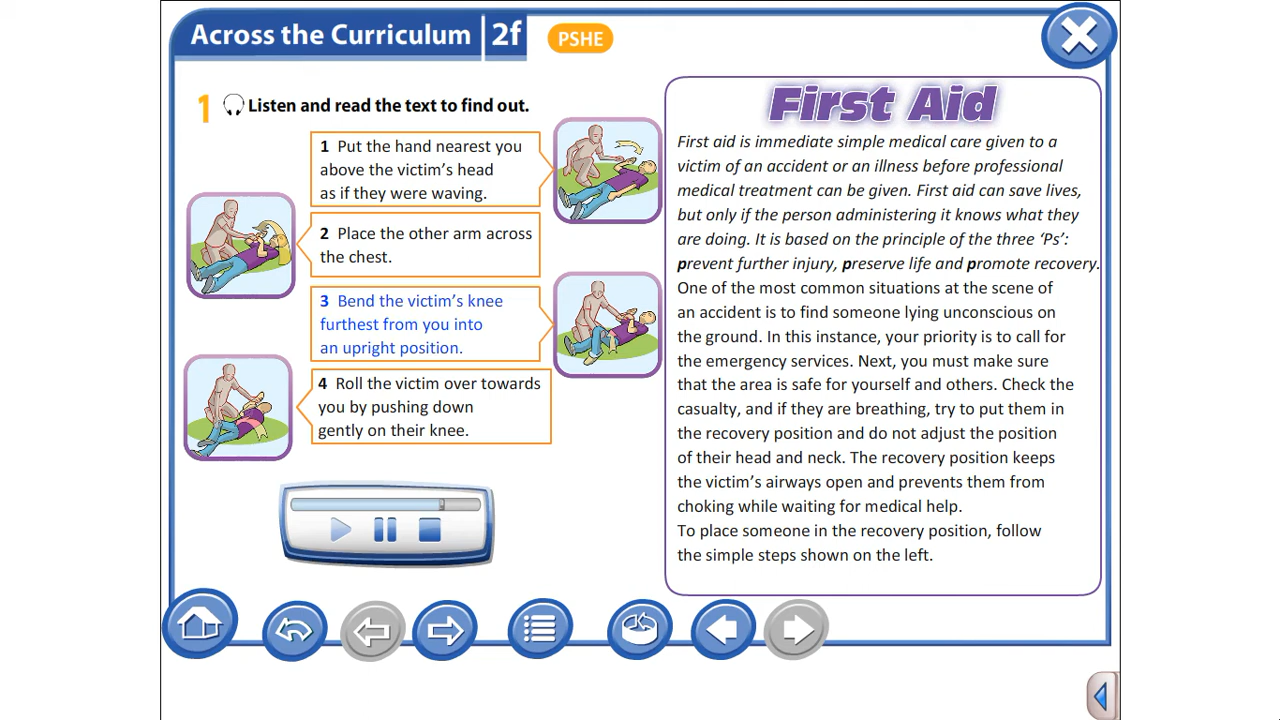 Across the Curriculum 2f PSHE
1 Listen and read the text to find out.
1 Put the hand nearest you
above the victim's head
as if they were waving.
2 Place the other arm across
the chest.
3 Bend the victim's knee
furthest from you into
an upright position.
4 Roll the victim over towards
you by pushing down
gently on their knee.
First Aid
First aid is immediate simple medical care given to a
victim of an accident or an illness before professional
medical treatment can be given. First aid can save lives,
but only if the person administering it knows what they
are doing. It is based on the principle of the three ‘Ps’:
prevent further injury, preserve life and promote recovery.
One of the most common situations at the scene of
an accident is to find someone lying unconscious on
the ground. In this instance, your priority is to call for
the emergency services. Next, you must make sure
that the area is safe for yourself and others. Check the
casualty, and if they are breathing, try to put them in
the recovery position and do not adjust the position
of their head and neck. The recovery position keeps
the victim's airways open and prevents them from
choking while waiting for medical help.
To place someone in the recovery position, follow
the simple steps shown on the left.